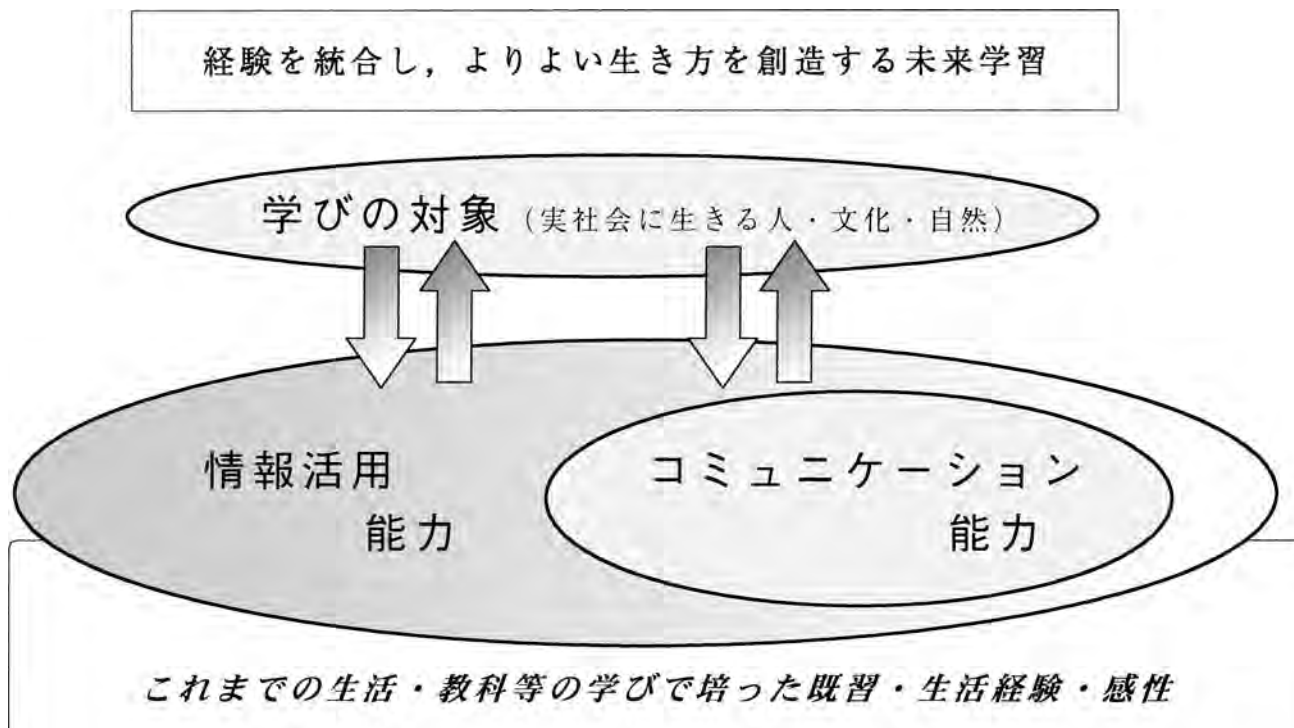 経験を統合し，よりよい生き方を創造する未来学習
学びの対象（実社会に生きる人・文化・自然）
情報活用
能力
コミュニケーション
能力
これまでの生活・教科等の学びで培った既習・生活経験・感性